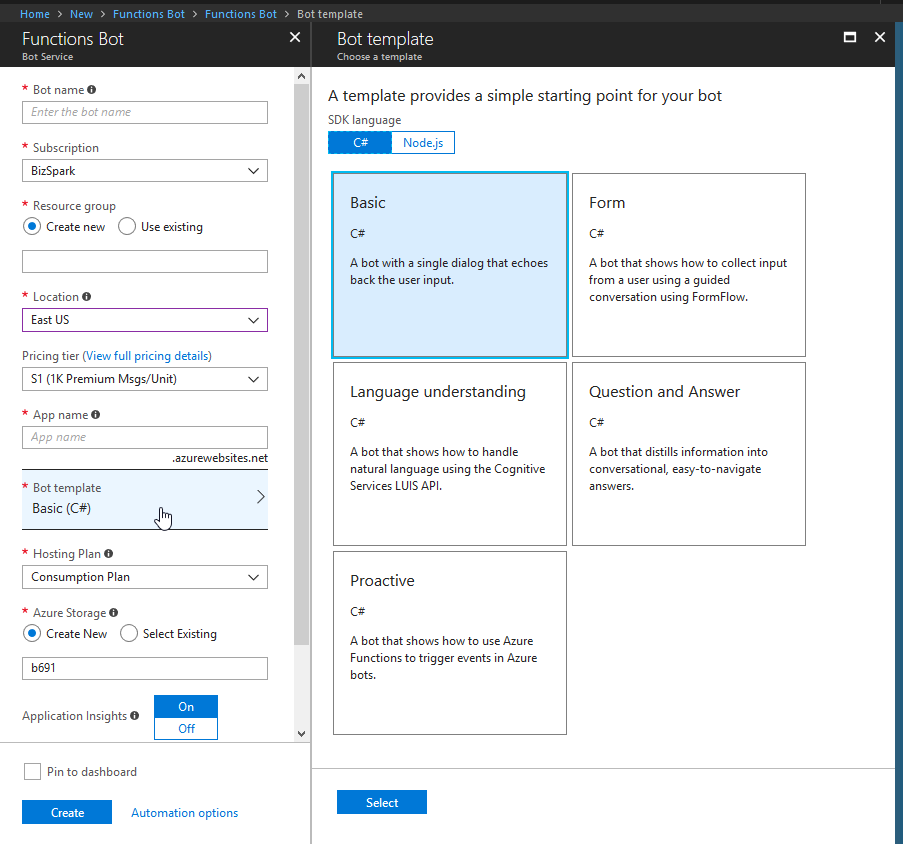 Home > New > Functions Bot > Functions Bot > Bot template
Functions Bot
Bot Service
* Bot name
Enter the bot name
* Subscription
BizSpark
* Resource group
Create new Use existing
* Location
East US
Pricing tier (View full pricing details)
S1 (1K Premium Msgs/Unit)
* App name
App name
.azurewebsites.net
* Bot template
Basic (C#)
* Hosting Plan
Consumption Plan
* Azure Storage
Create New Select Existing
b691
Application Insights
On
Off
Pin to dashboard
Create Automation options
Bot template
Choose a template
A template provides a simple starting point for your bot
SDK language
C# Node.js
Basic
C#
A bot with a single dialog that echoes
back the user input.
Form
C#
A bot that shows how to collect input
from a user using a guided
conversation using FormFlow.
Language understanding
C#
A bot that shows how to handle
natural language using the Cognitive
Services LUIS API.
Question and Answer
C#
A bot that distills information into
conversational, easy-to-navigate
answers.
Proactive
C#
A bot that shows how to use Azure
Functions to trigger events in Azure
bots.
Select